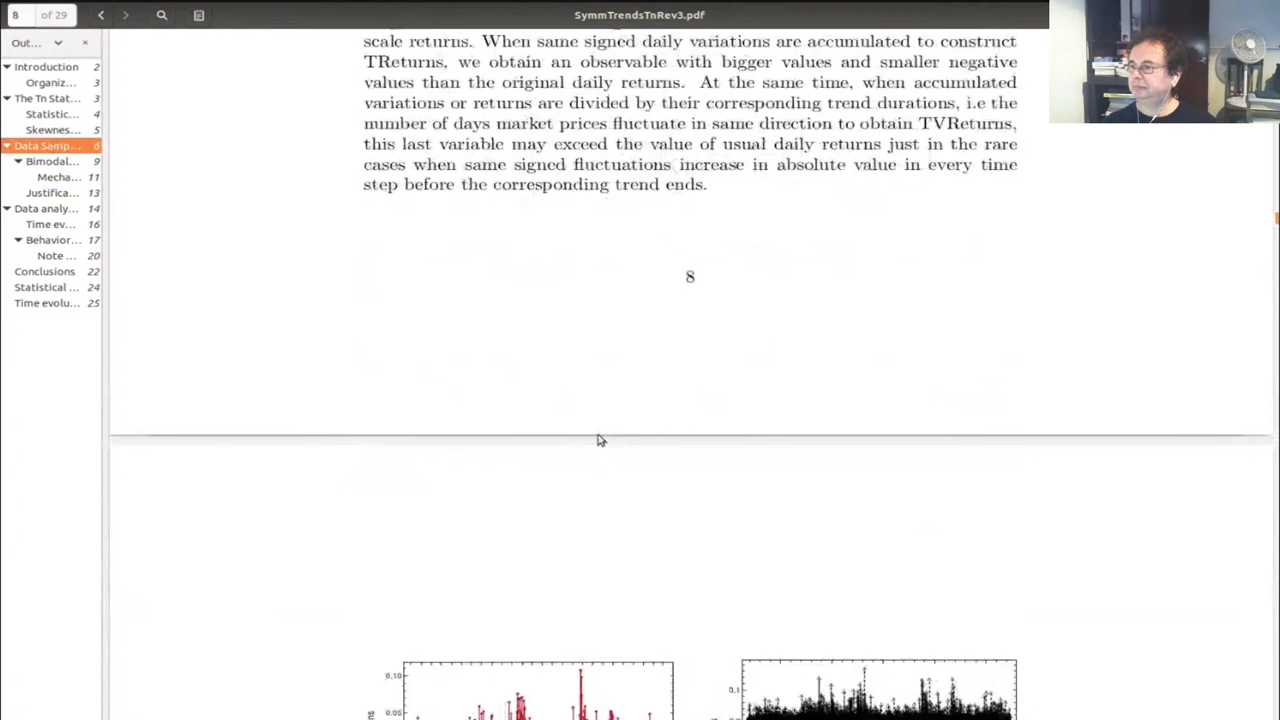 8 of 29
SymmTrendsTnRev3.pdf
Out...
Introduction 2
Organiz... 3
The Tn Stat... 3
Statistic... 4
Skewnes... 5
Data Samp... 6
Bimodal... 9
Mecha... 11
Justifica... 13
Data analy... 14
Time ev... 16
Behavior... 17
Note ... 20
Conclusions 22
Statistical ... 24
Time evolu... 25
scale returns. When same signed daily variations are accumulated to construct
TReturns, we obtain an observable with bigger values and smaller negative
values than the original daily returns. At the same time, when accumulated
variations or returns are divided by their corresponding trend durations, i.e the
number of days market prices fluctuate in same direction to obtain TVReturns,
this last variable may exceed the value of usual daily returns just in the rare
cases when same signed fluctuations increase in absolute value in every time
step before the corresponding trend ends.
8
0.10
0.05
0.1